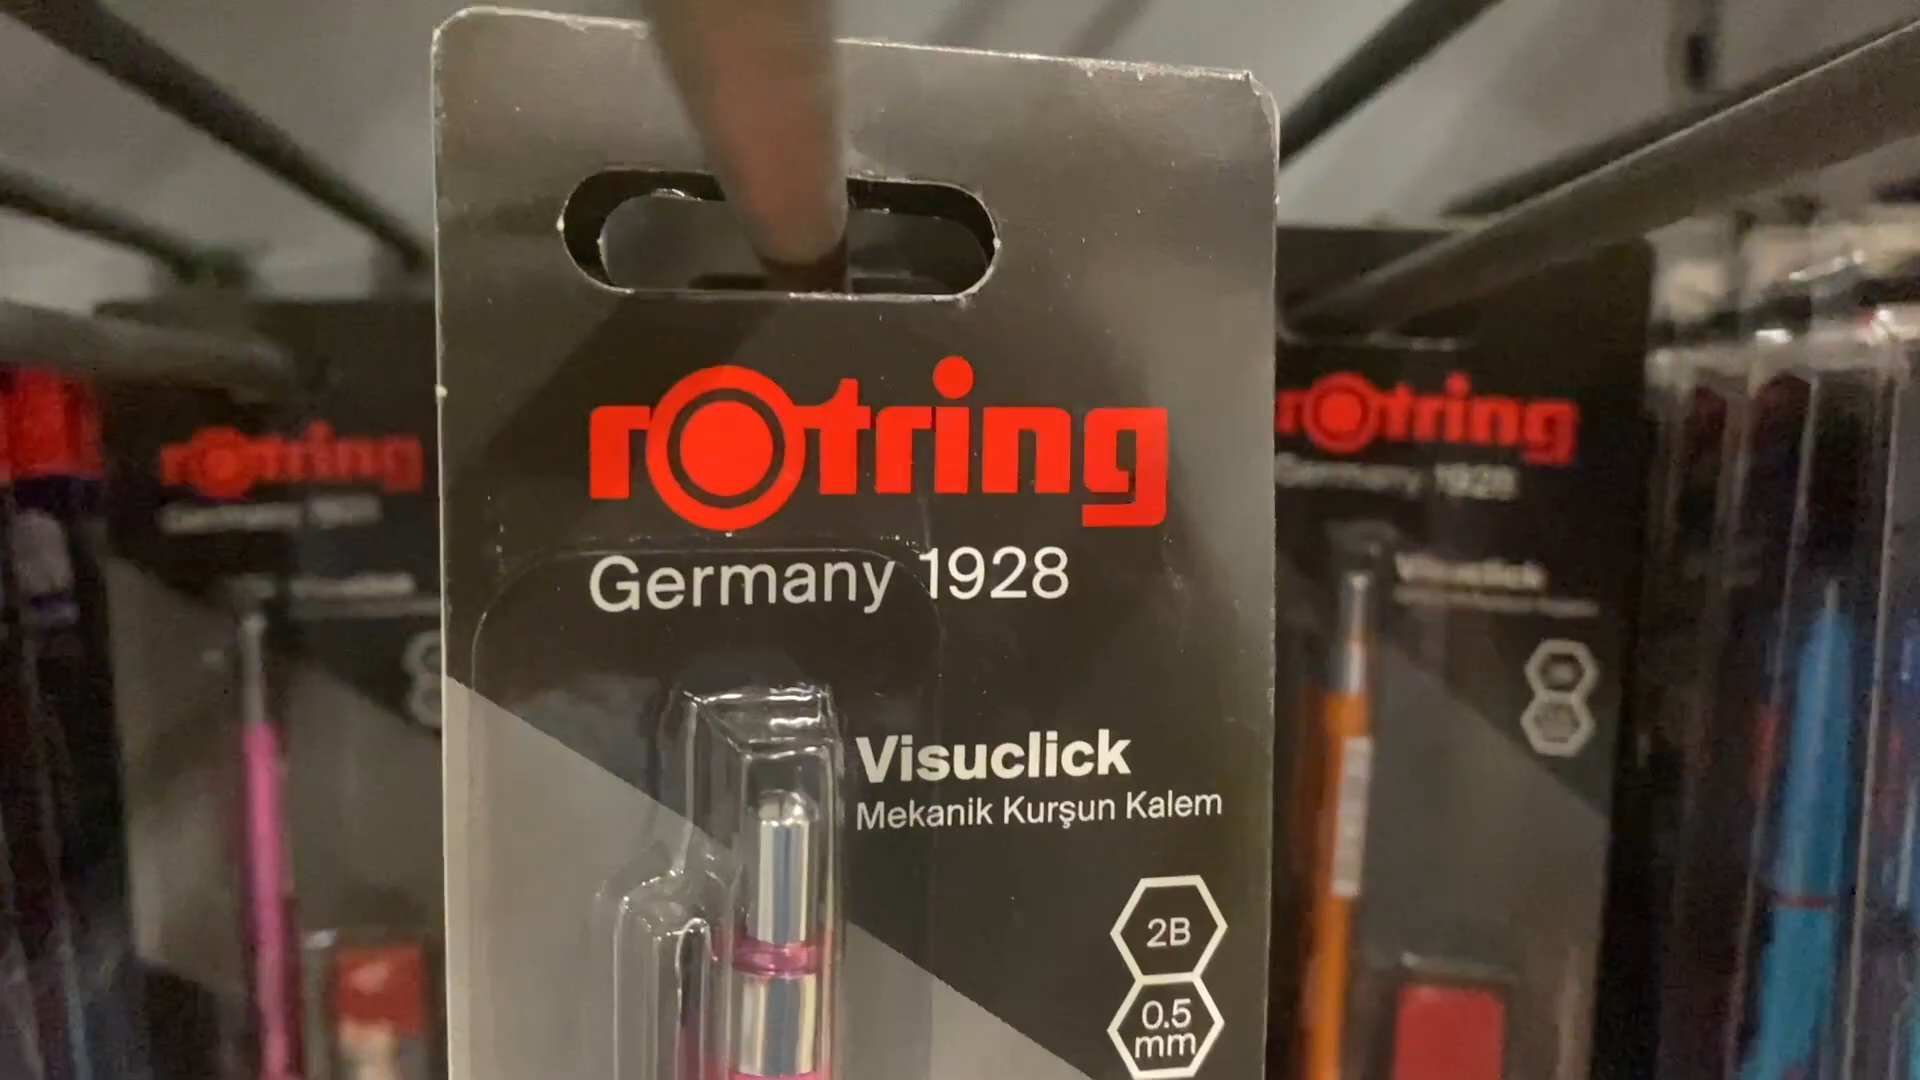 rotring
Germany 1928
Visuclick
Mekanik Kurşun Kalem
2B
0.5
mm
rotring
Germany 1928
rotring
Germany 1928
Visuclick